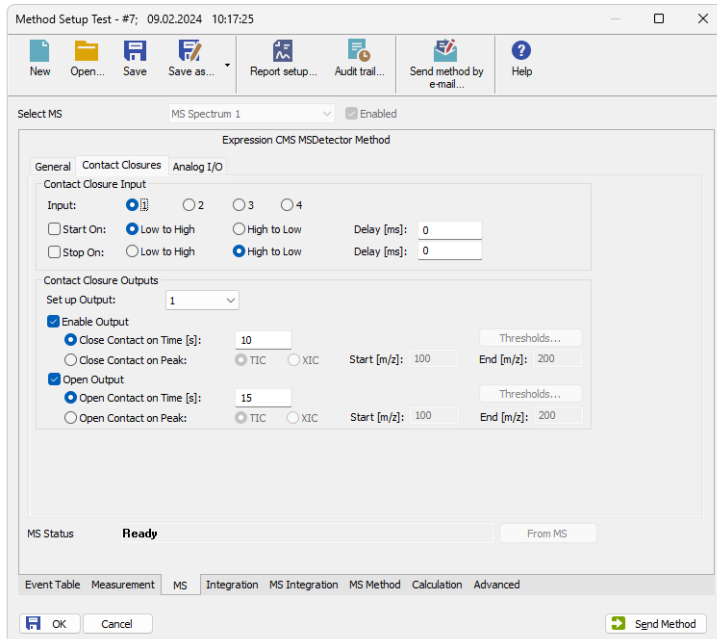 Method Setup Test - #7; 09.02.2024 10:17:25
New Open... Save Save as... Report setup... Audit trail... Send method by e-mail... Help
Select MS MS Spectrum 1 Enabled
Expression CMS MSDetector Method
General Contact Closures Analog I/O
Contact Closure Input
Input: 1 2 3 4
Start On: Low to High High to Low Delay [ms]: 0
Stop On: Low to High High to Low Delay [ms]: 0
Contact Closure Outputs
Set up Output: 1
Enable Output
Close Contact on Time [s]: 10 Thresholds...
Close Contact on Peak: TIC XIC Start [m/z]: 100 End [m/z]: 200
Open Output
Open Contact on Time [s]: 15 Thresholds...
Open Contact on Peak: TIC XIC Start [m/z]: 100 End [m/z]: 200
MS Status Ready From MS
Event Table Measurement MS Integration MS Integration MS Method Calculation Advanced
OK Cancel Send Method